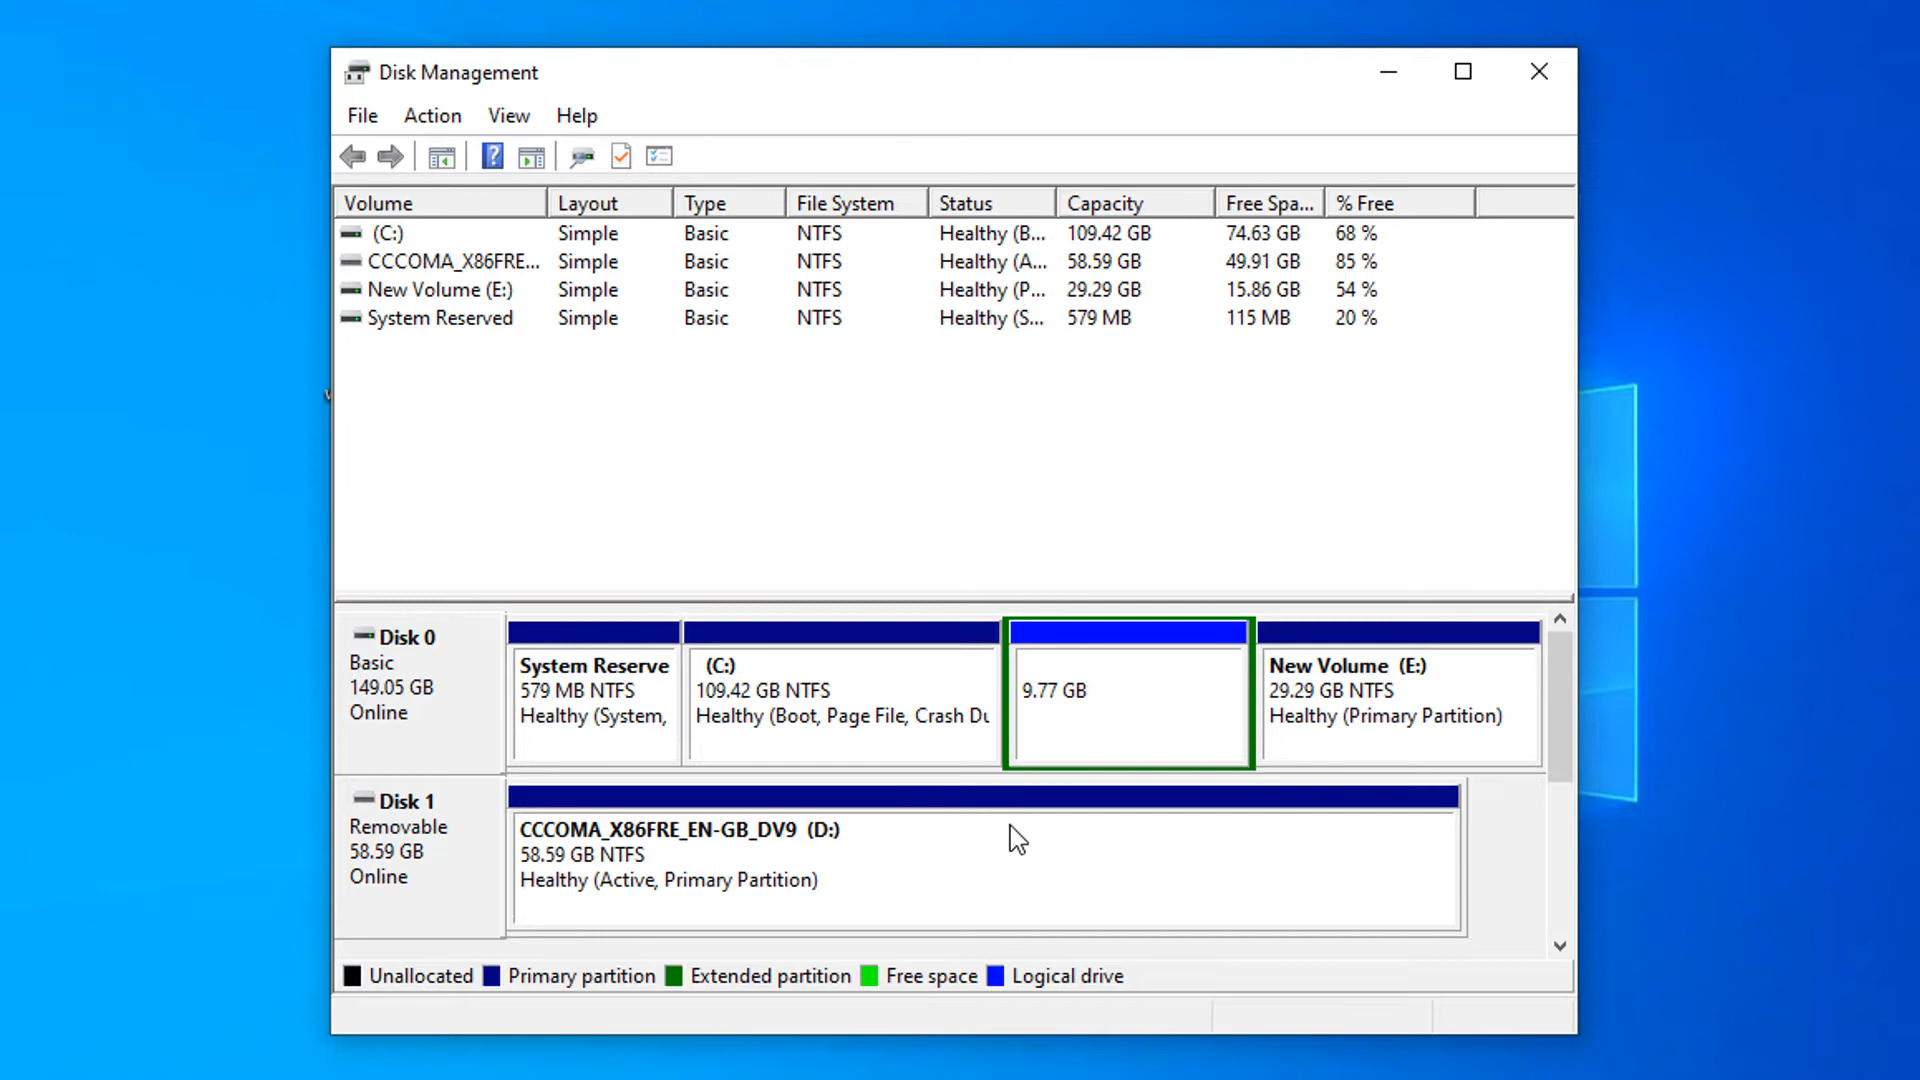 Disk Management
File Action View Help
Volume Layout Type File System Status Capacity Free Spa... % Free
(C:) Simple Basic NTFS Healthy (B... 109.42 GB 74.63 GB 68 %
CCCOMA_X86FRE... Simple Basic NTFS Healthy (A... 58.59 GB 49.91 GB 85 %
New Volume (E:) Simple Basic NTFS Healthy (P... 29.29 GB 15.86 GB 54 %
System Reserved Simple Basic NTFS Healthy (S... 579 MB 115 MB 20 %
Disk 0
Basic
149.05 GB
Online
System Reserve
579 MB NTFS
Healthy (System,
(C:)
109.42 GB NTFS
Healthy (Boot, Page File, Crash Du
9.77 GB
New Volume (E:)
29.29 GB NTFS
Healthy (Primary Partition)
Disk 1
Removable
58.59 GB
Online
CCCOMA_X86FRE_EN-GB_DV9 (D:)
58.59 GB NTFS
Healthy (Active, Primary Partition)
Unallocated Primary partition Extended partition Free space Logical drive